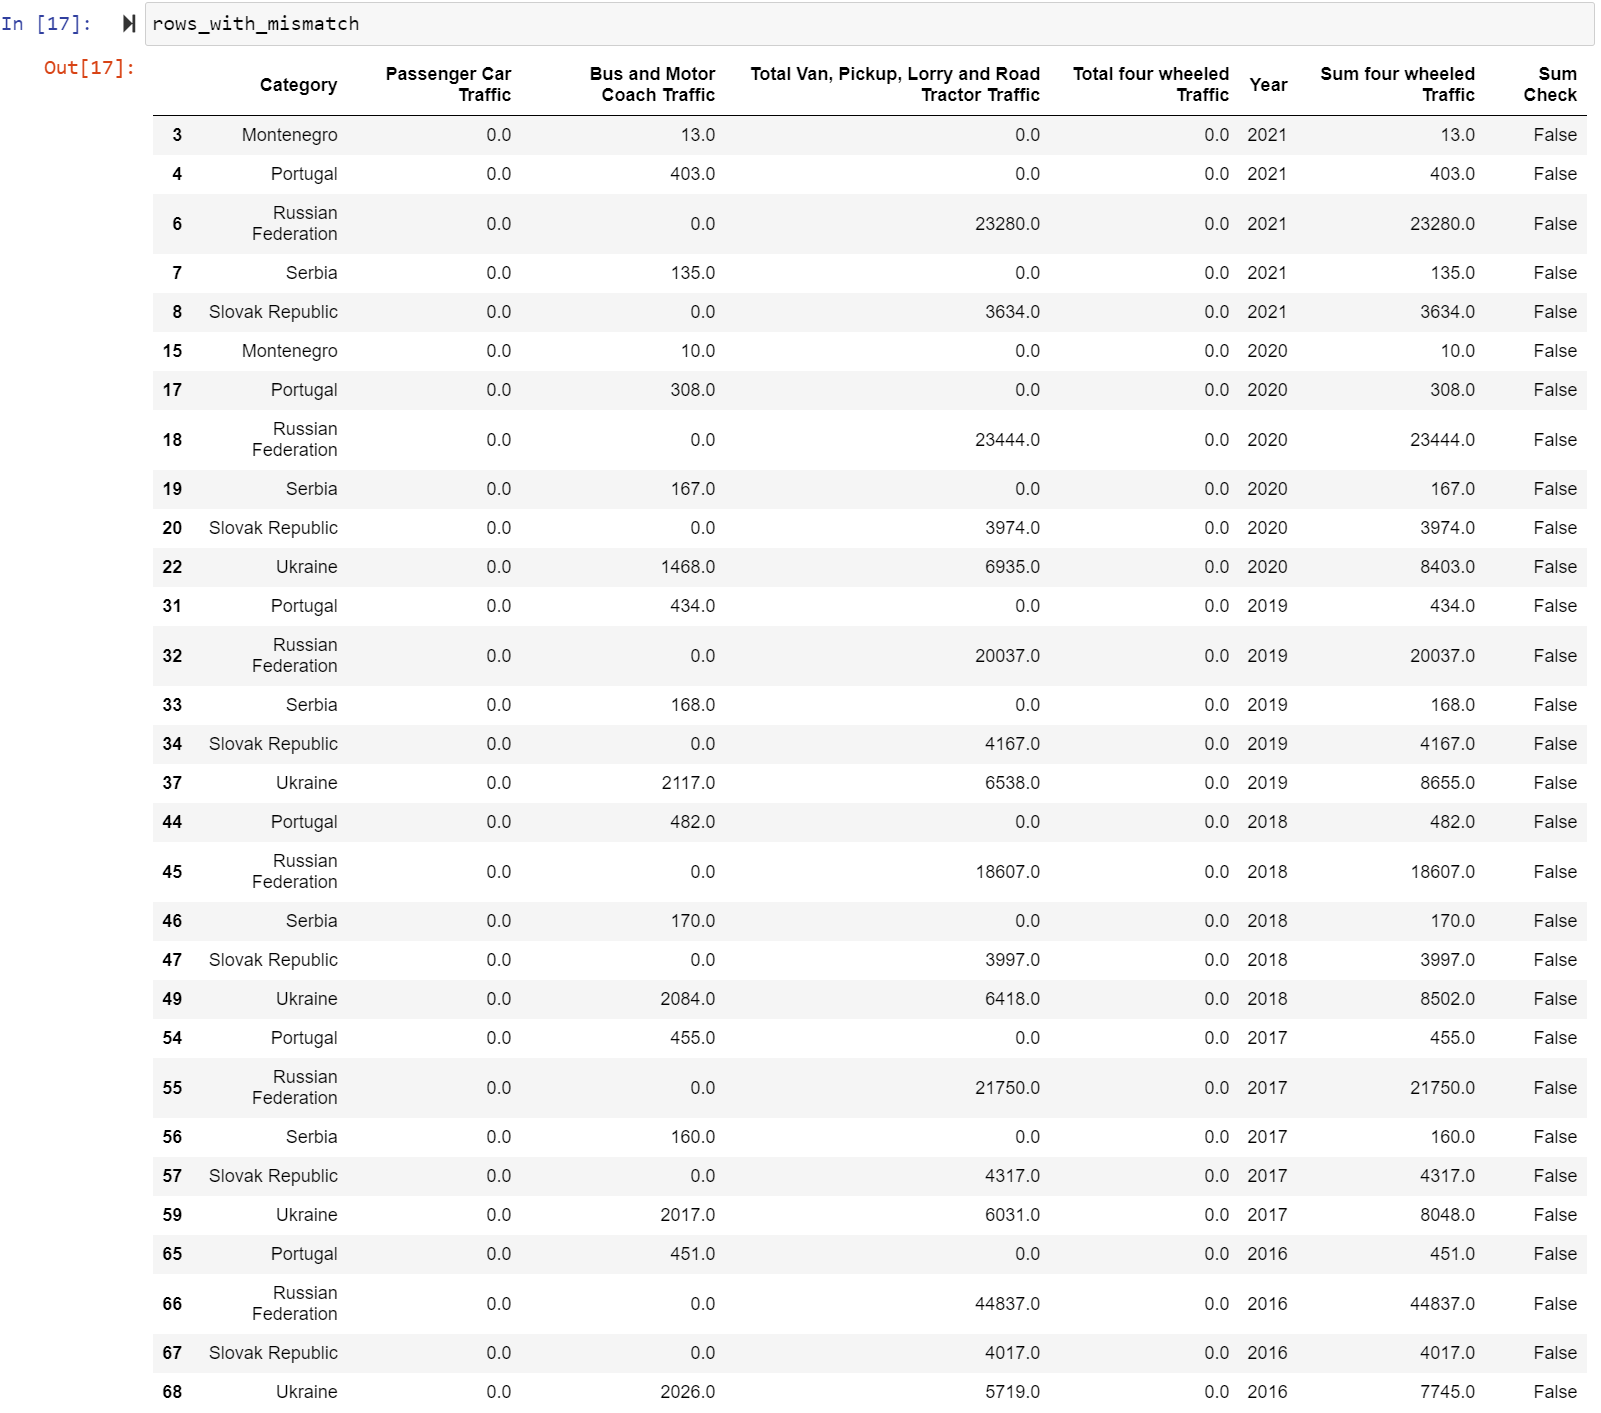 In [17]: rows_with_mismatch
Out[17]:
Category Passenger Car Traffic Bus and Motor Coach Traffic Total Van, Pickup, Lorry and Road Tractor Traffic Total four wheeled Traffic Year Sum four wheeled Traffic Sum Check
3 Montenegro 0.0 13.0 0.0 0.0 2021 13.0 False
4 Portugal 0.0 403.0 0.0 0.0 2021 403.0 False
6 Russian Federation 0.0 0.0 23280.0 0.0 2021 23280.0 False
7 Serbia 0.0 135.0 0.0 0.0 2021 135.0 False
8 Slovak Republic 0.0 0.0 3634.0 0.0 2021 3634.0 False
15 Montenegro 0.0 10.0 0.0 0.0 2020 10.0 False
17 Portugal 0.0 308.0 0.0 0.0 2020 308.0 False
18 Russian Federation 0.0 0.0 23444.0 0.0 2020 23444.0 False
19 Serbia 0.0 167.0 0.0 0.0 2020 167.0 False
20 Slovak Republic 0.0 0.0 3974.0 0.0 2020 3974.0 False
22 Ukraine 0.0 1468.0 6935.0 0.0 2020 8403.0 False
31 Portugal 0.0 434.0 0.0 0.0 2019 434.0 False
32 Russian Federation 0.0 0.0 20037.0 0.0 2019 20037.0 False
33 Serbia 0.0 168.0 0.0 0.0 2019 168.0 False
34 Slovak Republic 0.0 0.0 4167.0 0.0 2019 4167.0 False
37 Ukraine 0.0 2117.0 6538.0 0.0 2019 8655.0 False
44 Portugal 0.0 482.0 0.0 0.0 2018 482.0 False
45 Russian Federation 0.0 0.0 18607.0 0.0 2018 18607.0 False
46 Serbia 0.0 170.0 0.0 0.0 2018 170.0 False
47 Slovak Republic 0.0 0.0 3997.0 0.0 2018 3997.0 False
49 Ukraine 0.0 2084.0 6418.0 0.0 2018 8502.0 False
54 Portugal 0.0 455.0 0.0 0.0 2017 455.0 False
55 Russian Federation 0.0 0.0 21750.0 0.0 2017 21750.0 False
56 Serbia 0.0 160.0 0.0 0.0 2017 160.0 False
57 Slovak Republic 0.0 0.0 4317.0 0.0 2017 4317.0 False
59 Ukraine 0.0 2017.0 6031.0 0.0 2017 8048.0 False
65 Portugal 0.0 451.0 0.0 0.0 2016 451.0 False
66 Russian Federation 0.0 0.0 44837.0 0.0 2016 44837.0 False
67 Slovak Republic 0.0 0.0 4017.0 0.0 2016 4017.0 False
68 Ukraine 0.0 2026.0 5719.0 0.0 2016 7745.0 False